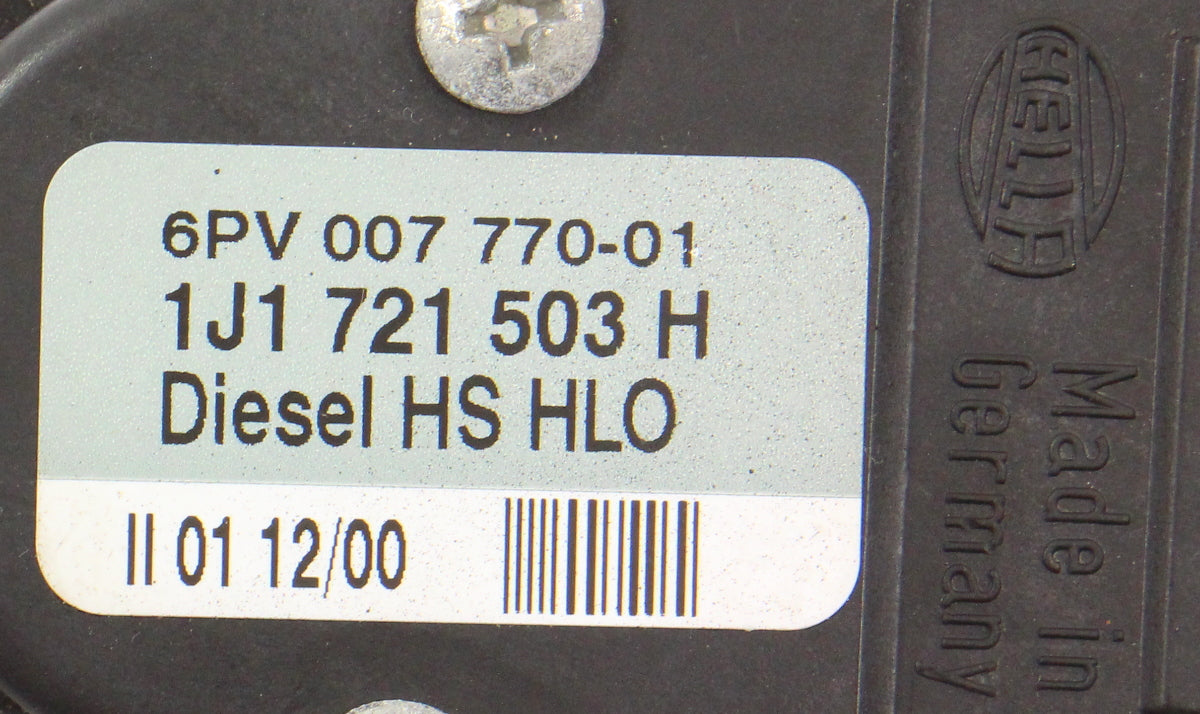 6PV 007 770-01
1J1 721 503 H
Diesel HS HLO
II 01 12/00
HELLA
Made in
Germany